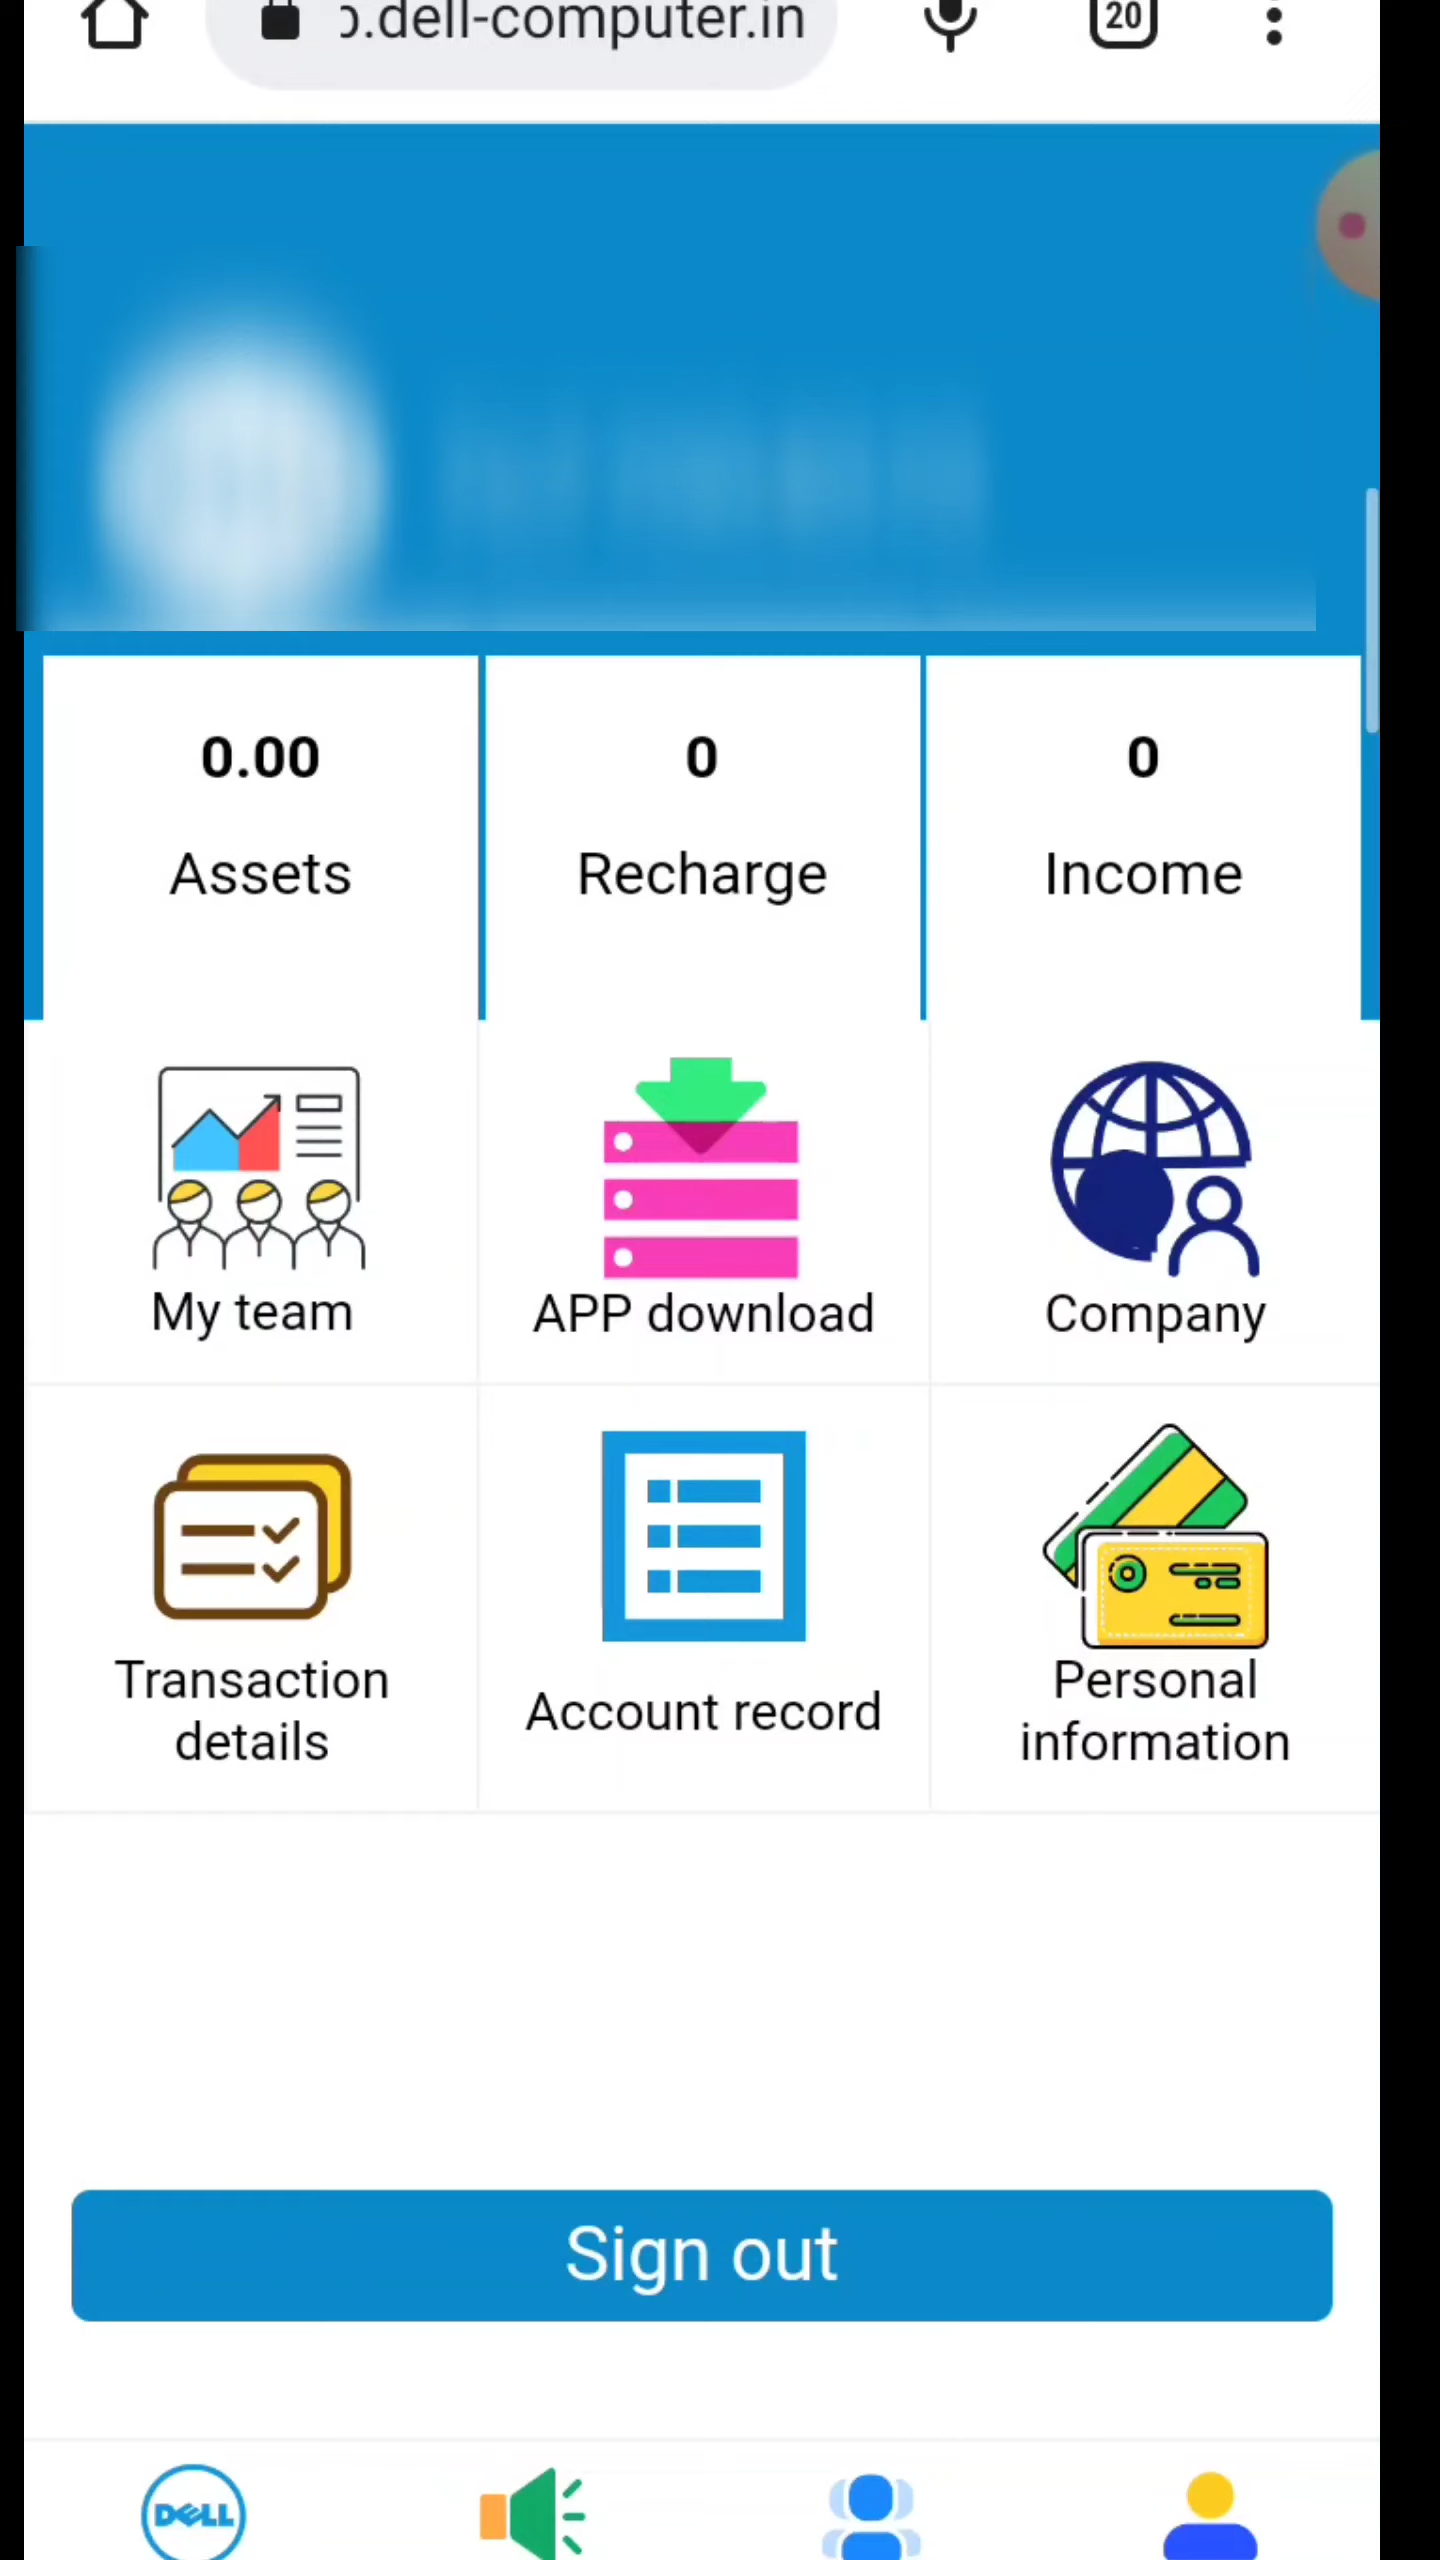 .dell-computer.in
20
0.00
0
0
Assets
Recharge
Income
My team
APP download
Company
Transaction
details
Account record
Personal
information
Sign out
DELL